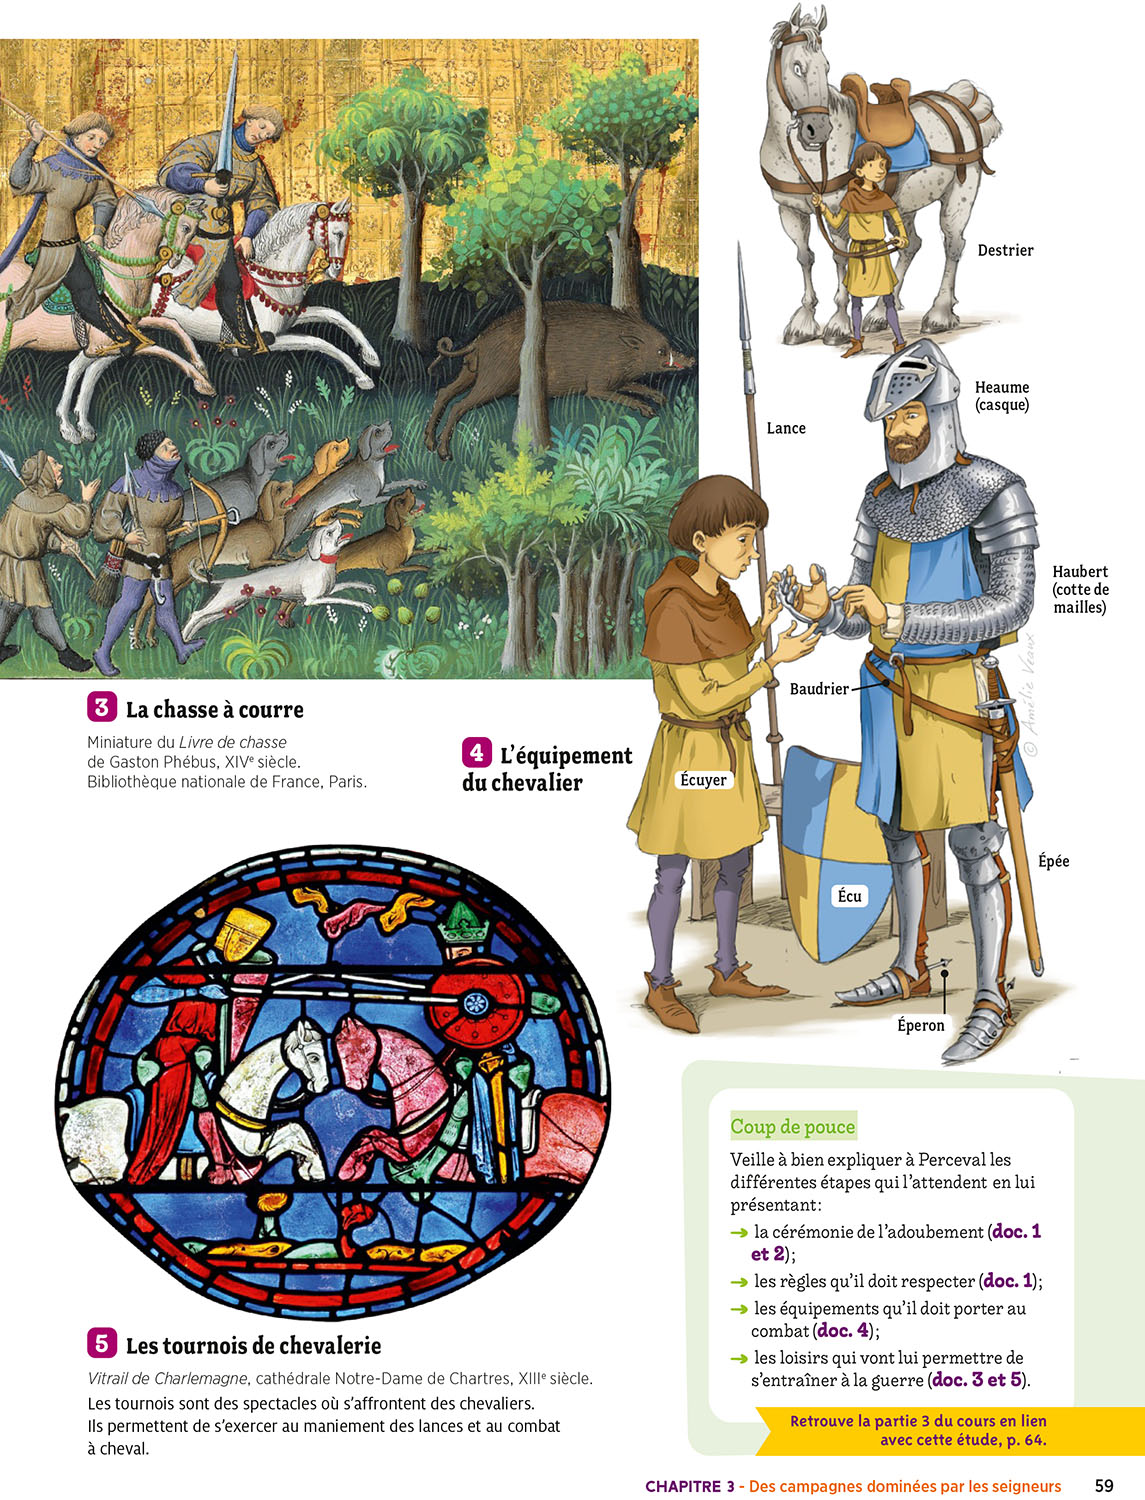 Destrier
Heaume
(casque)
Lance
Haubert
(cotte de
mailles)
Baudrier
Écuyer
Épée
Écu
Éperon
© Amélie Veaux
3 La chasse à courre
Miniature du Livre de chasse
de Gaston Phébus, XIVe siècle.
Bibliothèque nationale de France, Paris.
4 L’équipement
du chevalier
5 Les tournois de chevalerie
Vitrail de Charlemagne, cathédrale Notre-Dame de Chartres, XIIIe siècle.
Les tournois sont des spectacles où s’affrontent des chevaliers.
Ils permettent de s’exercer au maniement des lances et au combat
à cheval.
Coup de pouce
Veille à bien expliquer à Perceval les
différentes étapes qui l’attendent en lui
présentant :
➔ la cérémonie de l’adoubement (doc. 1
et 2) ;
➔ les règles qu’il doit respecter (doc. 1) ;
➔ les équipements qu’il doit porter au
combat (doc. 4) ;
➔ les loisirs qui vont lui permettre de
s’entraîner à la guerre (doc. 3 et 5).
Retrouve la partie 3 du cours en lien
avec cette étude, p. 64.
CHAPITRE 3 - Des campagnes dominées par les seigneurs 59